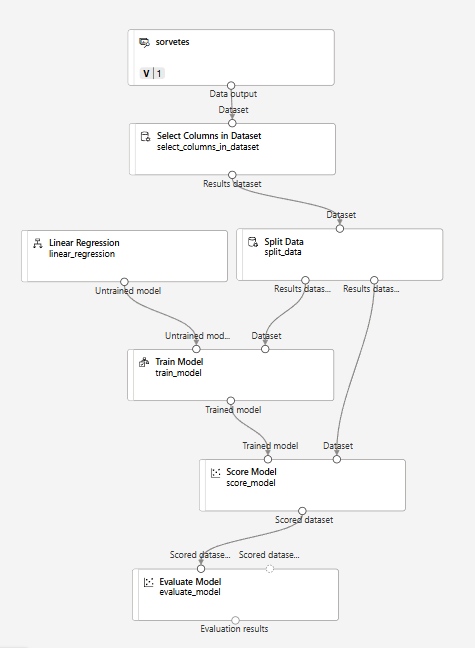 sorvetes
V 1
Data output
Dataset
Select Columns in Dataset
select_columns_in_dataset
Results dataset
Dataset
Linear Regression
linear_regression
Split Data
split_data
Untrained model
Results datas...
Results datas...
Untrained mod...
Dataset
Train Model
train_model
Trained model
Trained model
Dataset
Score Model
score_model
Scored dataset
Scored datase...
Scored datase...
Evaluate Model
evaluate_model
Evaluation results